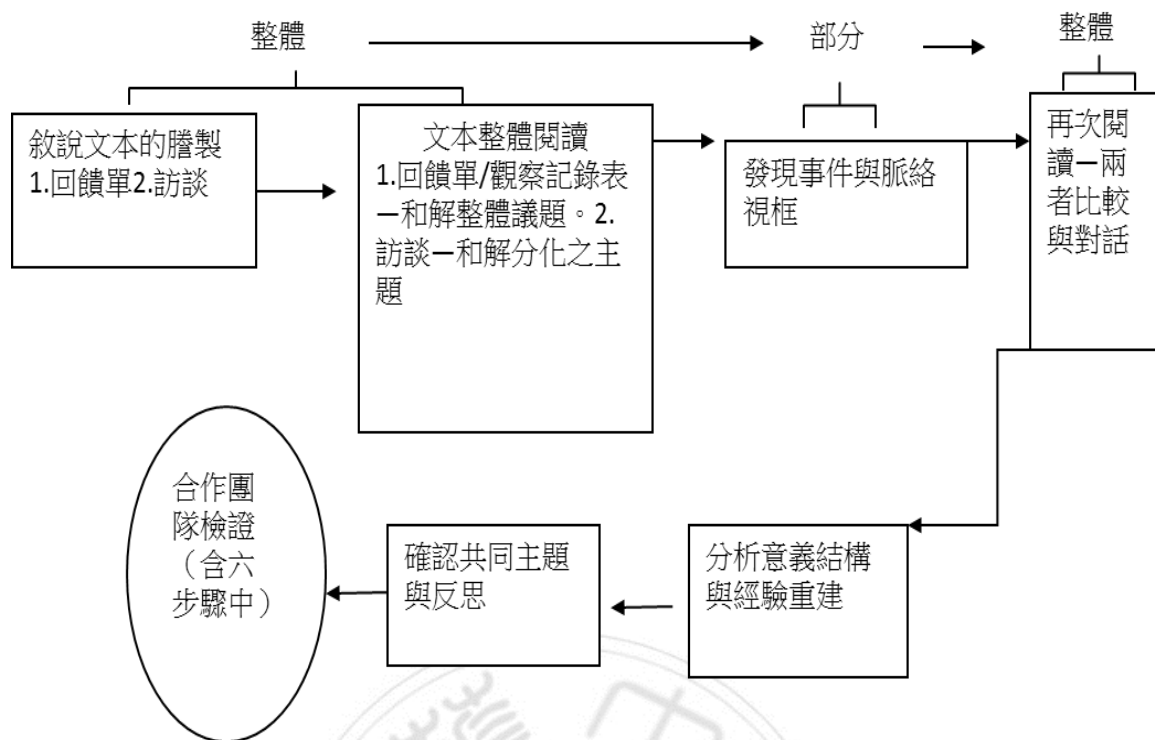 整體
部分
整體
敘說文本的謄製
1.回饋單2.訪談
文本整體閱讀
1.回饋單/觀察記錄表
—和解整體議題。2.
訪談—和解分化之主
題
發現事件與脈絡
視框
再次閱
讀—兩
者比較
與對話
分析意義結構
與經驗重建
確認共同主題
與反思
合作團
隊檢證
（含六
步驟中）